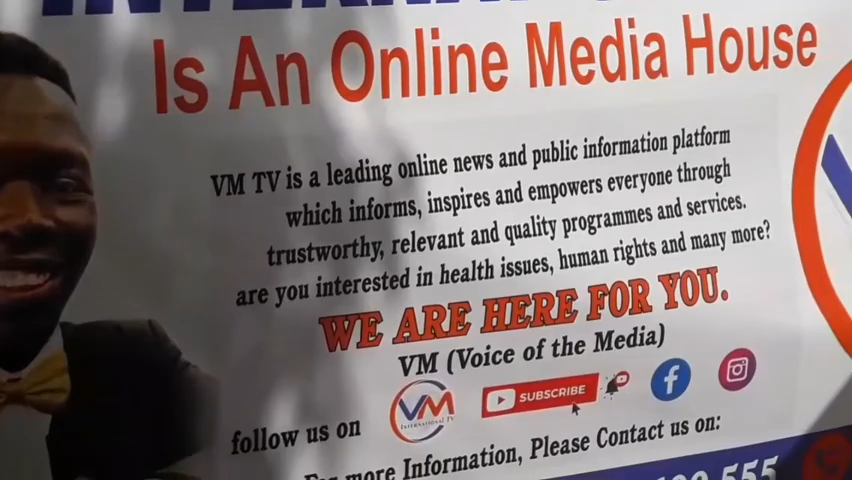 Is An Online Media House
VM TV is a leading online news and public information platform
which informs, inspires and empowers everyone through
trustworthy, relevant and quality programmes and services.
are you interested in health issues, human rights and many more?
WE ARE HERE FOR YOU.
VM (Voice of the Media)
follow us on
VM
INTERNATIONAL TV
SUBSCRIBE
For more Information, Please Contact us on:
555